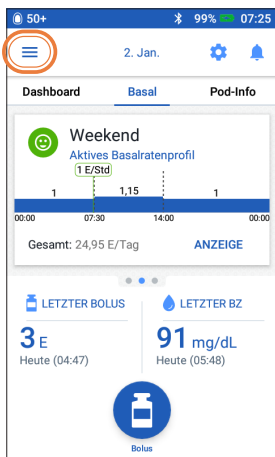 50+ 99% 07:25
2. Jan.
Dashboard Basal Pod-Info
Weekend
Aktives Basalratenprofil
1 E/Std
1 1,15 1
00:00 07:30 14:00 00:00
Gesamt: 24,95 E/Tag ANZEIGE
LETZTER BOLUS LETZTER BZ
3 E 91 mg/dL
Heute (04:47) Heute (05:48)
Bolus